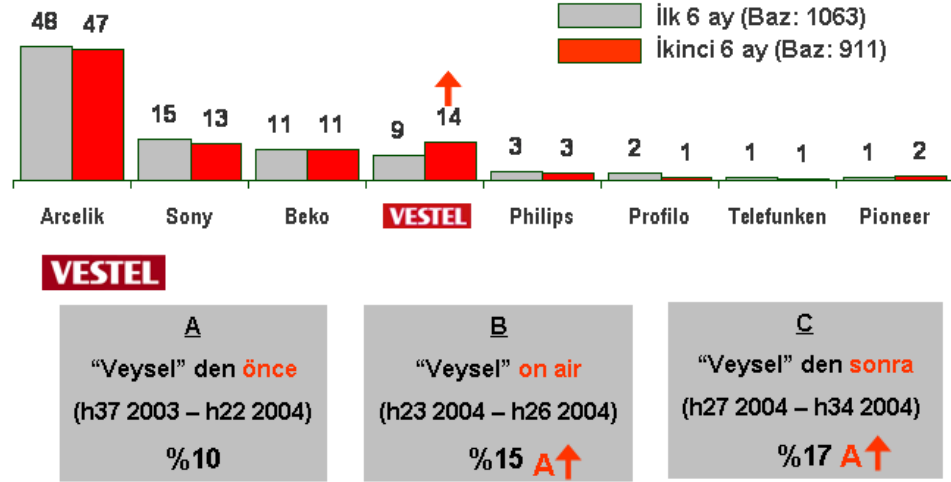 İlk 6 ay (Baz: 1063)
İkinci 6 ay (Baz: 911)
48 47
15 13
11 11
9 14
3 3
2 1
1 1
1 2
Arcelik Sony Beko VESTEL Philips Profilo Telefunken Pioneer
VESTEL
A
“Veysel” den önce
(h37 2003 – h22 2004)
%10
B
“Veysel” on air
(h23 2004 – h26 2004)
%15 A
C
“Veysel” den sonra
(h27 2004 – h34 2004)
%17 A